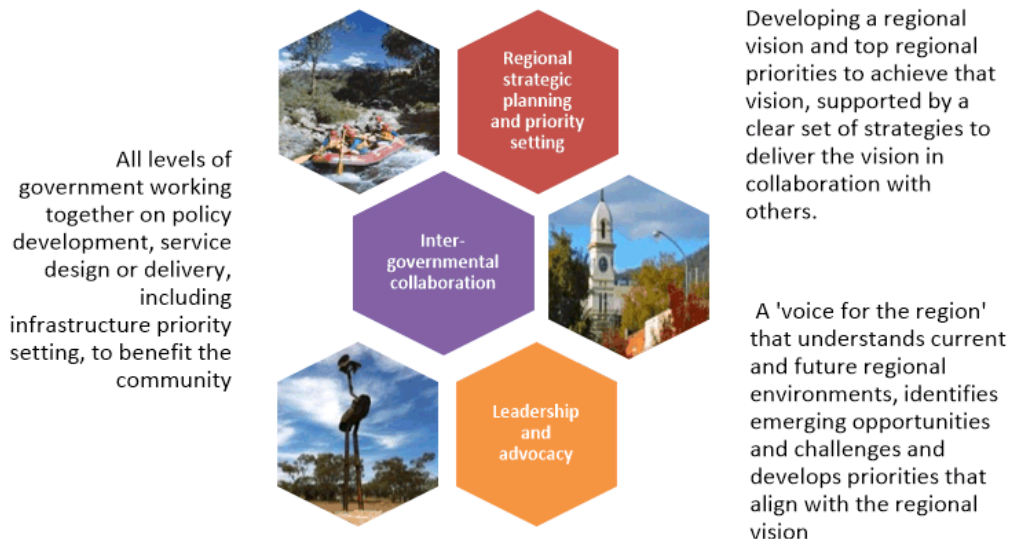 Regional
strategic
planning
and priority
setting
Developing a regional
vision and top regional
priorities to achieve that
vision, supported by a
clear set of strategies to
deliver the vision in
collaboration with
others.
All levels of
government working
together on policy
development, service
design or delivery,
including
infrastructure priority
setting, to benefit the
community
Inter-
governmental
collaboration
Leadership
and
advocacy
A 'voice for the region'
that understands current
and future regional
environments, identifies
emerging opportunities
and challenges and
develops priorities that
align with the regional
vision